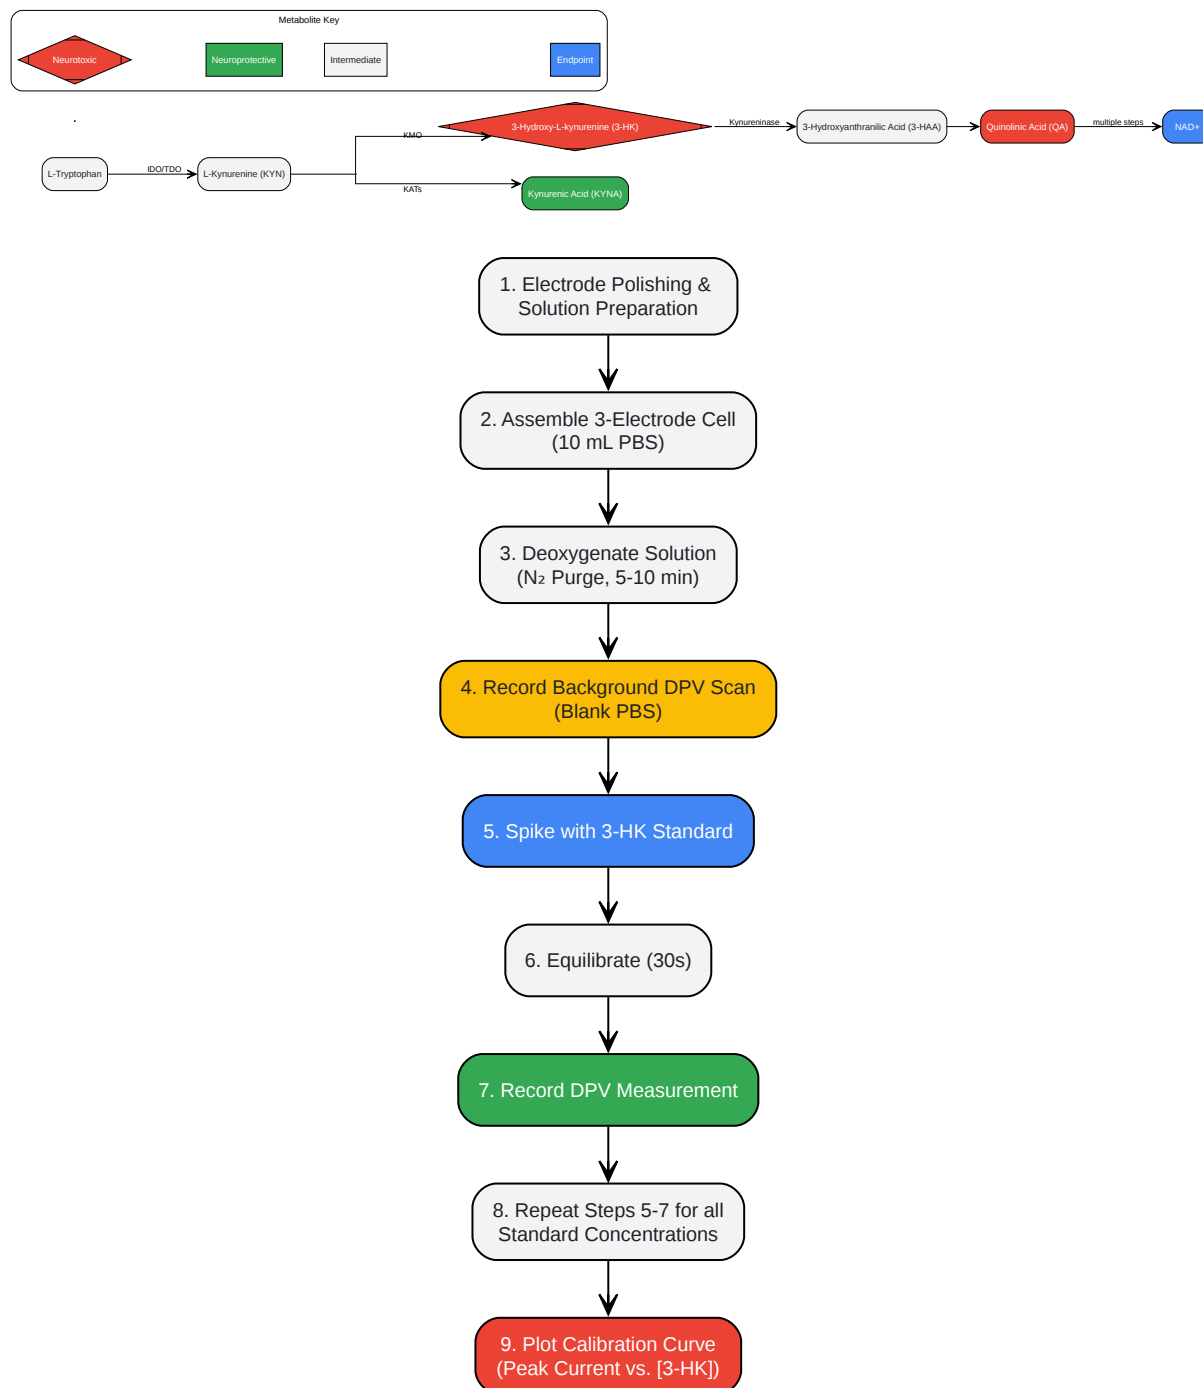 Metabolite Key
Neurotoxic
Neuroprotective
Intermediate
Endpoint
L-Tryptophan
IDO/TDO
L-Kynurenine (KYN)
KMO
KATs
3-Hydroxy-L-kynurenine (3-HK)
Kynurenic Acid (KYNA)
Kynureninase
3-Hydroxyanthranilic Acid (3-HAA)
Quinolinic Acid (QA)
multiple steps
NAD+
1. Electrode Polishing &
Solution Preparation
2. Assemble 3-Electrode Cell
(10 mL PBS)
3. Deoxygenate Solution
(N₂ Purge, 5-10 min)
4. Record Background DPV Scan
(Blank PBS)
5. Spike with 3-HK Standard
6. Equilibrate (30s)
7. Record DPV Measurement
8. Repeat Steps 5-7 for all
Standard Concentrations
9. Plot Calibration Curve
(Peak Current vs. [3-HK])